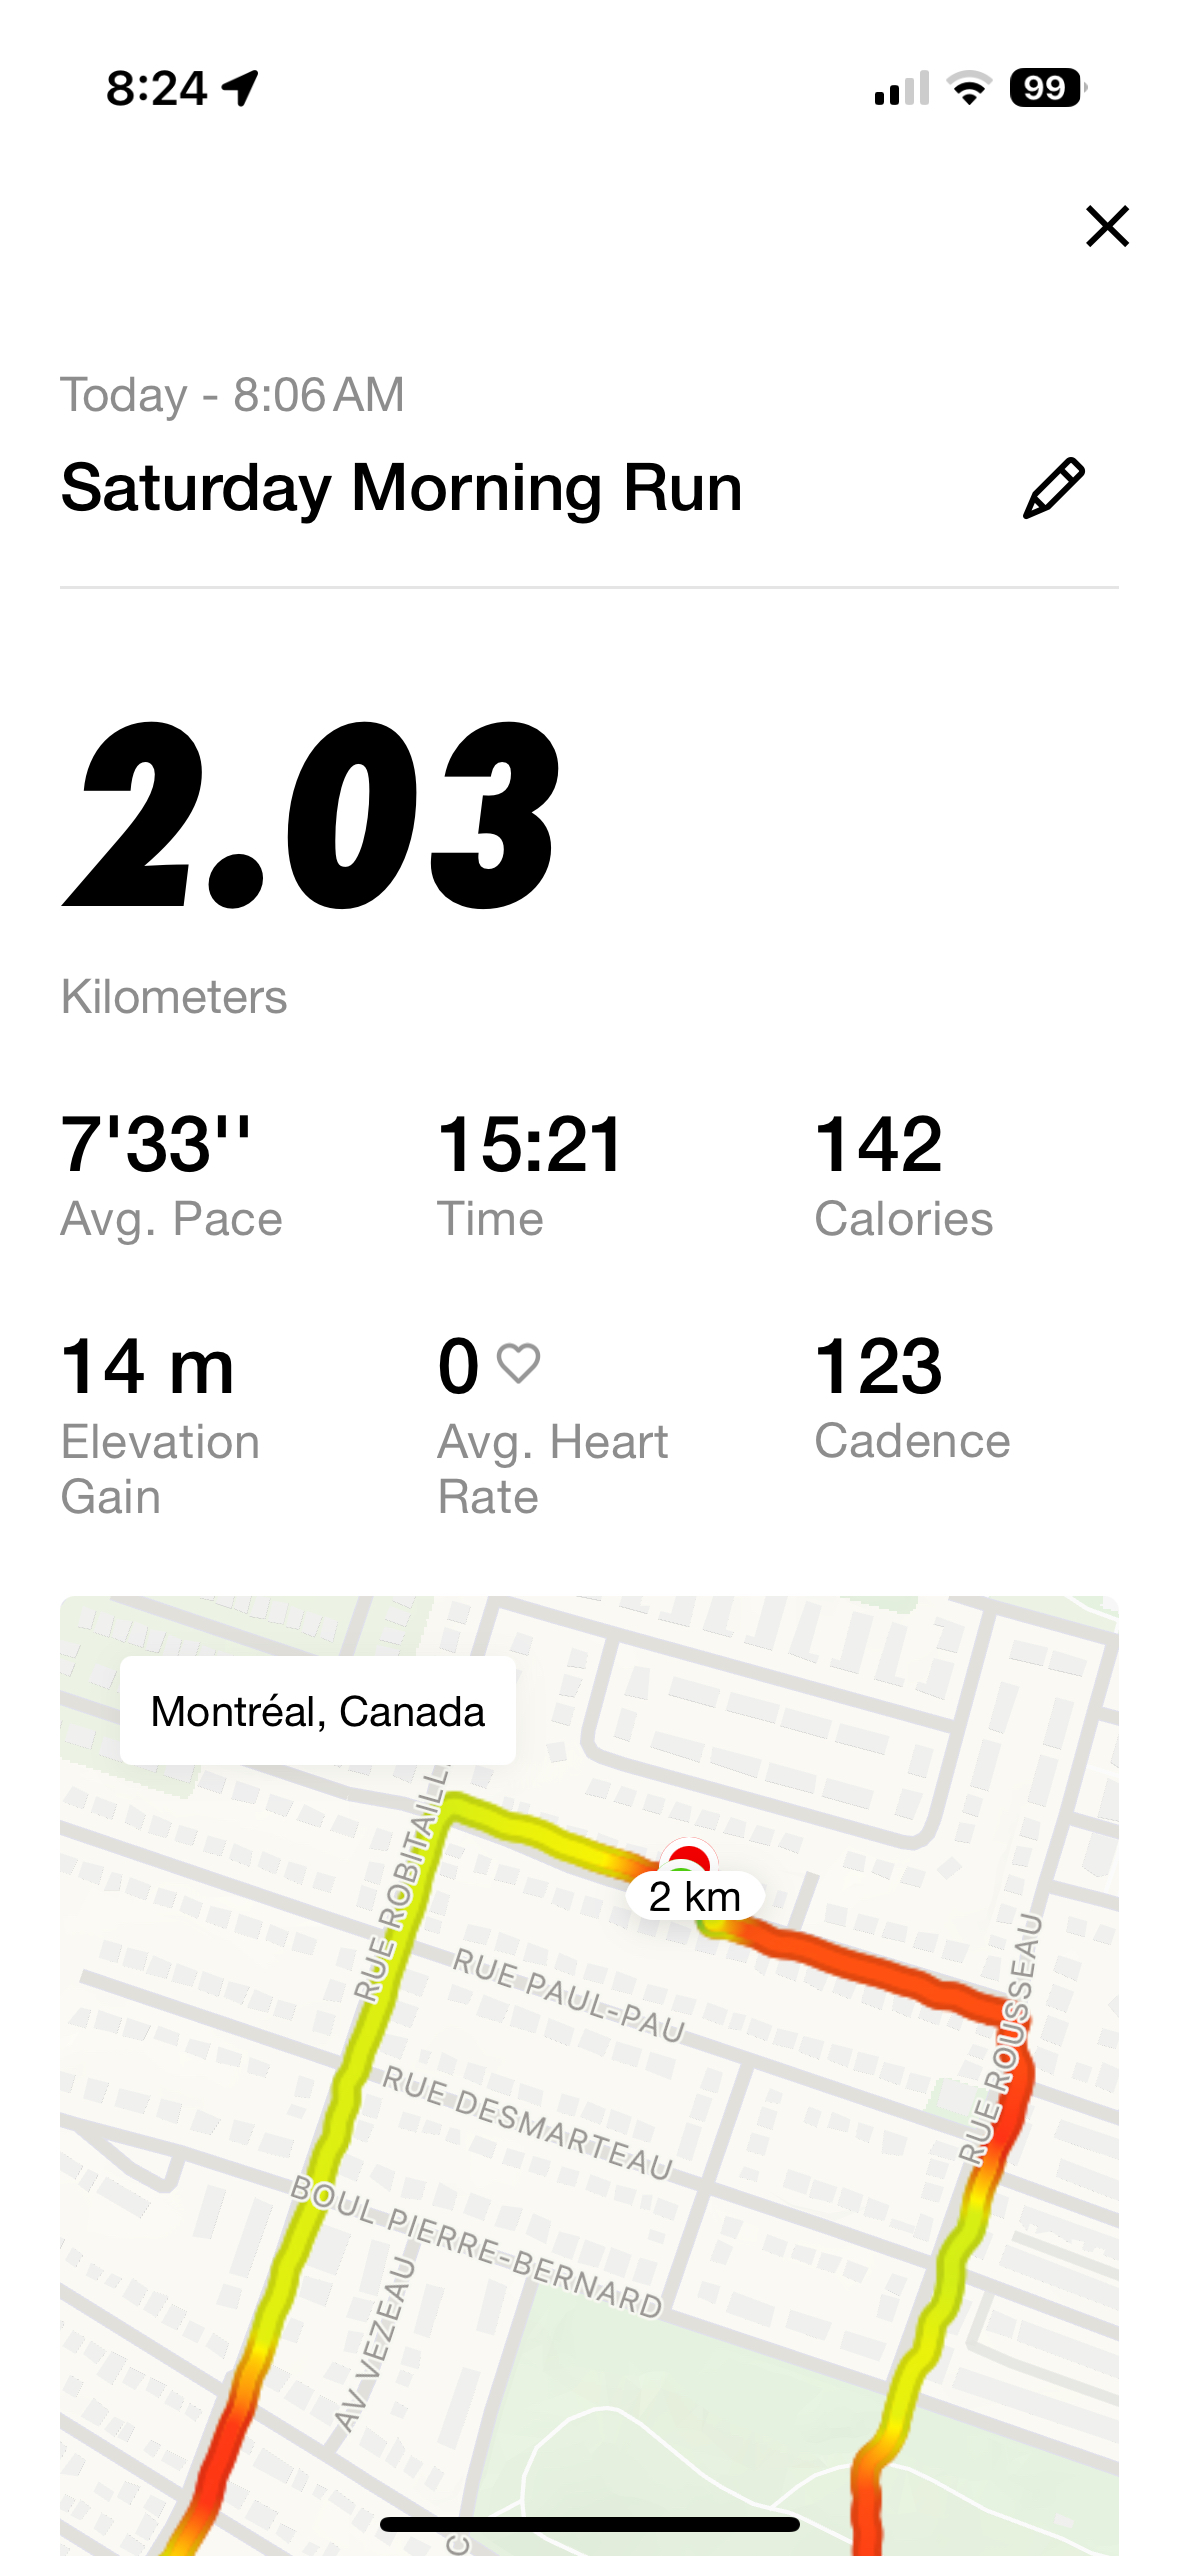 8:24
99
Today - 8:06 AM
Saturday Morning Run
2.03
Kilometers
7'33''
15:21
142
Avg. Pace
Time
Calories
14 m
0
123
Elevation
Gain
Avg. Heart
Rate
Cadence
Montréal, Canada
RUE ROBITAILL
2 km
RUE PAUL-PAU
RUE ROUSSEAU
RUE DESMARTEAU
BOUL PIERRE-BERNARD
AV VEZEAU